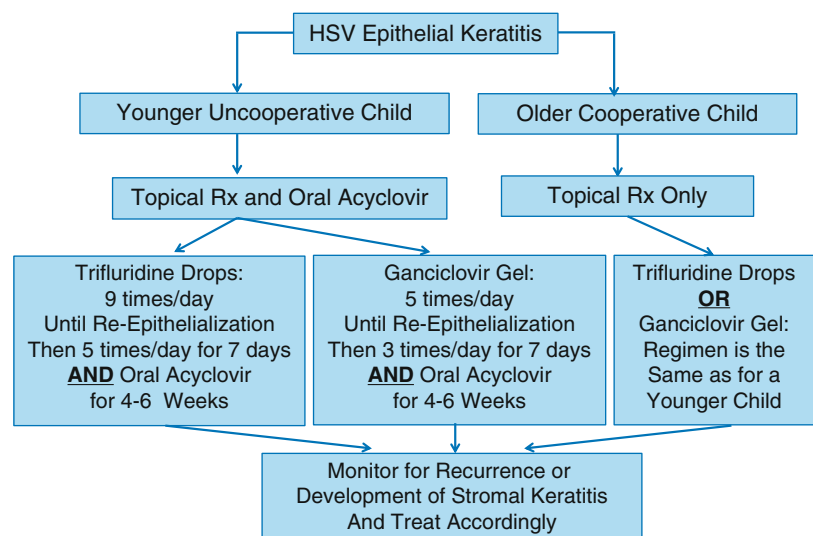 HSV Epithelial Keratitis
Younger Uncooperative Child
Older Cooperative Child
Topical Rx and Oral Acyclovir
Topical Rx Only
Trifluridine Drops:
9 times/day
Until Re-Epithelialization
Then 5 times/day for 7 days
AND Oral Acyclovir
for 4-6 Weeks
Ganciclovir Gel:
5 times/day
Until Re-Epithelialization
Then 3 times/day for 7 days
AND Oral Acyclovir
for 4-6 Weeks
Trifluridine Drops
OR
Ganciclovir Gel:
Regimen is the
Same as for a
Younger Child
Monitor for Recurrence or
Development of Stromal Keratitis
And Treat Accordingly